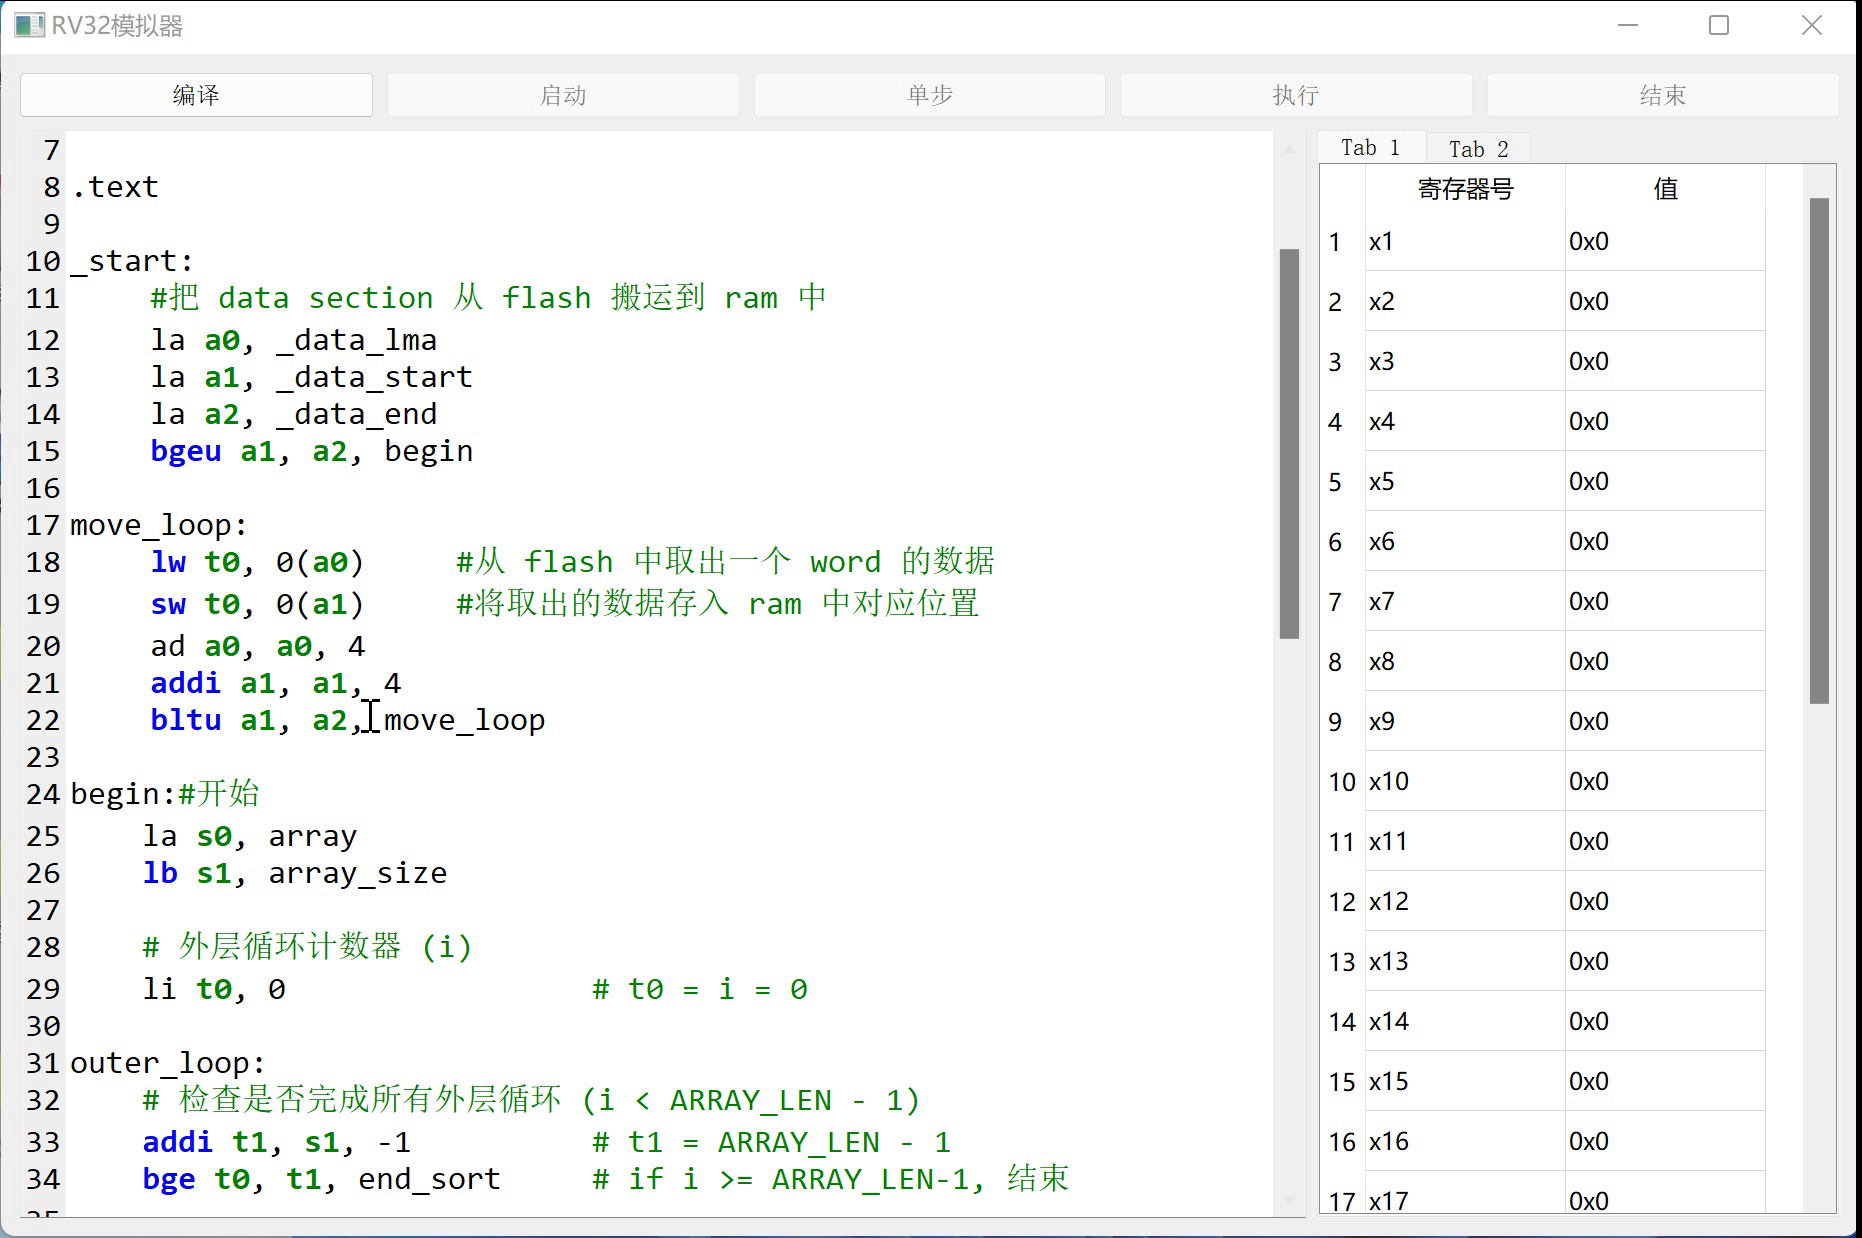 RV32模拟器
编译 启动 单步 执行 结束
7
8 .text
9
10 _start:
11 #把 data section 从 flash 搬运到 ram 中
12 la a0, _data_lma
13 la a1, _data_start
14 la a2, _data_end
15 bgeu a1, a2, begin
16
17 move_loop:
18 lw t0, 0(a0) #从 flash 中取出一个 word 的数据
19 sw t0, 0(a1) #将取出的数据存入 ram 中对应位置
20 ad a0, a0, 4
21 addi a1, a1, 4
22 bltu a1, a2, move_loop
23
24 begin:#开始
25 la s0, array
26 lb s1, array_size
27
28 # 外层循环计数器 (i)
29 li t0, 0 # t0 = i = 0
30
31 outer_loop:
32 # 检查是否完成所有外层循环 (i < ARRAY_LEN - 1)
33 addi t1, s1, -1 # t1 = ARRAY_LEN - 1
34 bge t0, t1, end_sort # if i >= ARRAY_LEN-1, 结束
Tab 1 Tab 2
寄存器号 值
1 x1 0x0
2 x2 0x0
3 x3 0x0
4 x4 0x0
5 x5 0x0
6 x6 0x0
7 x7 0x0
8 x8 0x0
9 x9 0x0
10 x10 0x0
11 x11 0x0
12 x12 0x0
13 x13 0x0
14 x14 0x0
15 x15 0x0
16 x16 0x0
17 x17 0x0